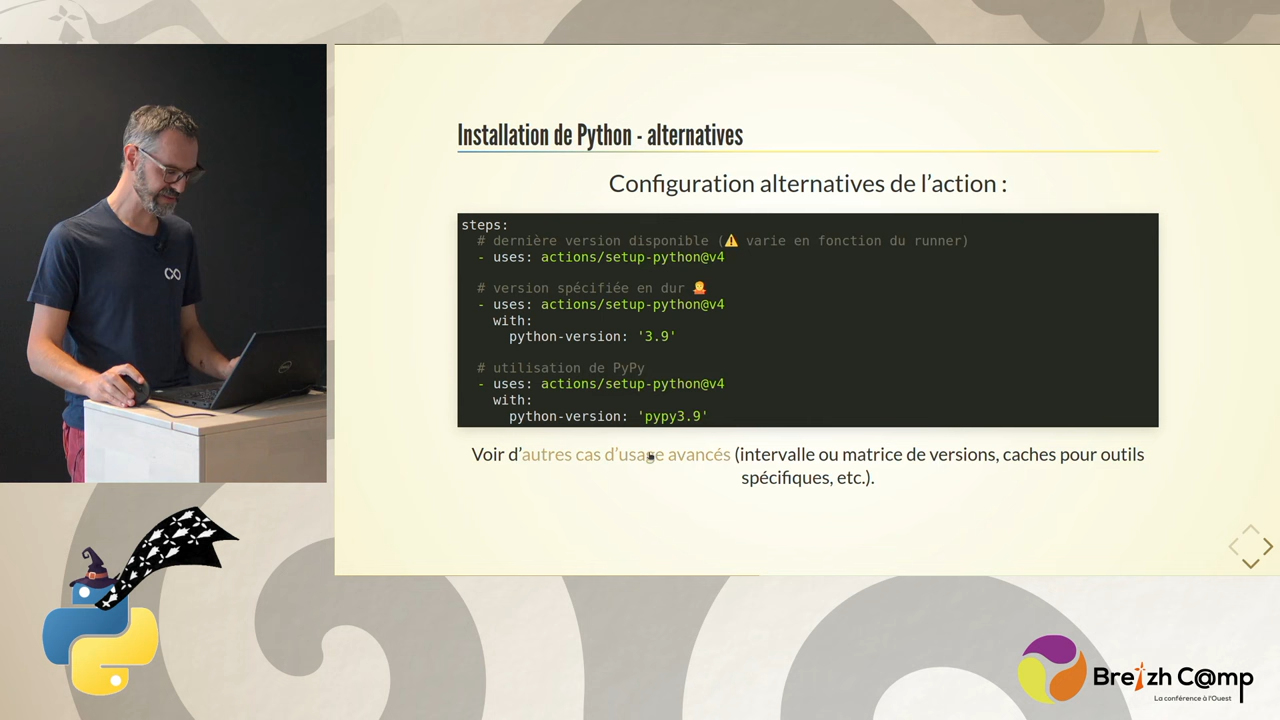 Installation de Python - alternatives
Configuration alternatives de l'action :
steps:
# dernière version disponible (⚠️ varie en fonction du runner)
- uses: actions/setup-python@v4
# version spécifiée en dur 🤦
- uses: actions/setup-python@v4
with:
python-version: '3.9'
# utilisation de PyPy
- uses: actions/setup-python@v4
with:
python-version: 'pypy3.9'
Voir d'autres cas d'usage avancés (intervalle ou matrice de versions, caches pour outils
spécifiques, etc.).
DELL
Breizh C@mp
La conférence à l'Ouest